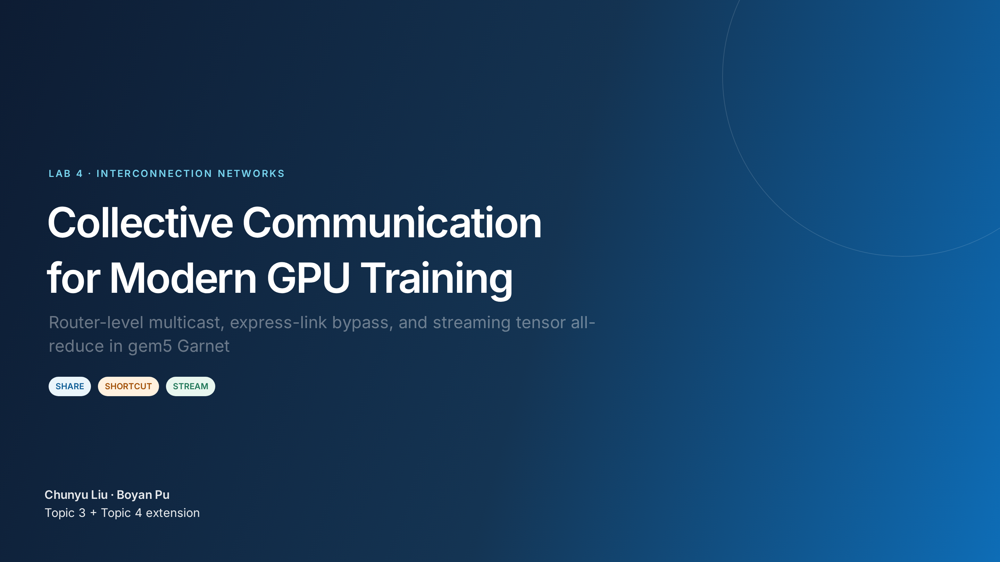 LAB 4 · INTERCONNECTION NETWORKS
Collective Communication
for Modern GPU Training
Router-level multicast, express-link bypass, and streaming tensor all-
reduce in gem5 Garnet
SHARE SHORTCUT STREAM
Chunyu Liu · Boyan Pu
Topic 3 + Topic 4 extension